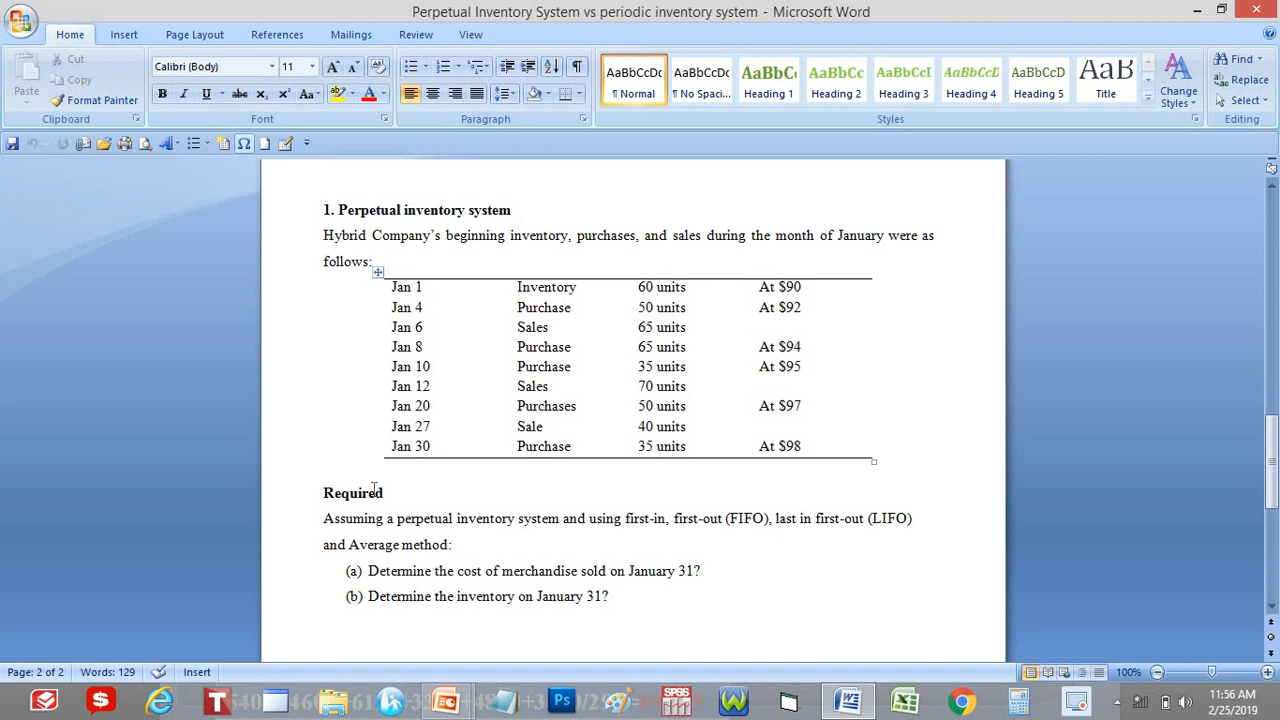 Perpetual Inventory System vs periodic inventory system - Microsoft Word
Home Insert Page Layout References Mailings Review View
Cut
Copy
Format Painter
Paste
Clipboard
Calibri (Body) 11
B I U abc X₂ X² Aa
Font
Paragraph
AaBbCcDc AaBbCcDc AaBbCc AaBbCc AaBbCcI AaBbCcD AaBbCcD AaB
¶ Normal ¶ No Spaci... Heading 1 Heading 2 Heading 3 Heading 4 Heading 5 Title
Styles
Change Styles
Find
Replace
Select
Editing
1. Perpetual inventory system
Hybrid Company’s beginning inventory, purchases, and sales during the month of January were as
follows:
Jan 1 Inventory 60 units At $90
Jan 4 Purchase 50 units At $92
Jan 6 Sales 65 units
Jan 8 Purchase 65 units At $94
Jan 10 Purchase 35 units At $95
Jan 12 Sales 70 units
Jan 20 Purchases 50 units At $97
Jan 27 Sale 40 units
Jan 30 Purchase 35 units At $98
Required
Assuming a perpetual inventory system and using first-in, first-out (FIFO), last in first-out (LIFO)
and Average method:
(a) Determine the cost of merchandise sold on January 31?
(b) Determine the inventory on January 31?
Page: 2 of 2 Words: 129 Insert 100%
SPSS
11:56 AM
2/25/2019